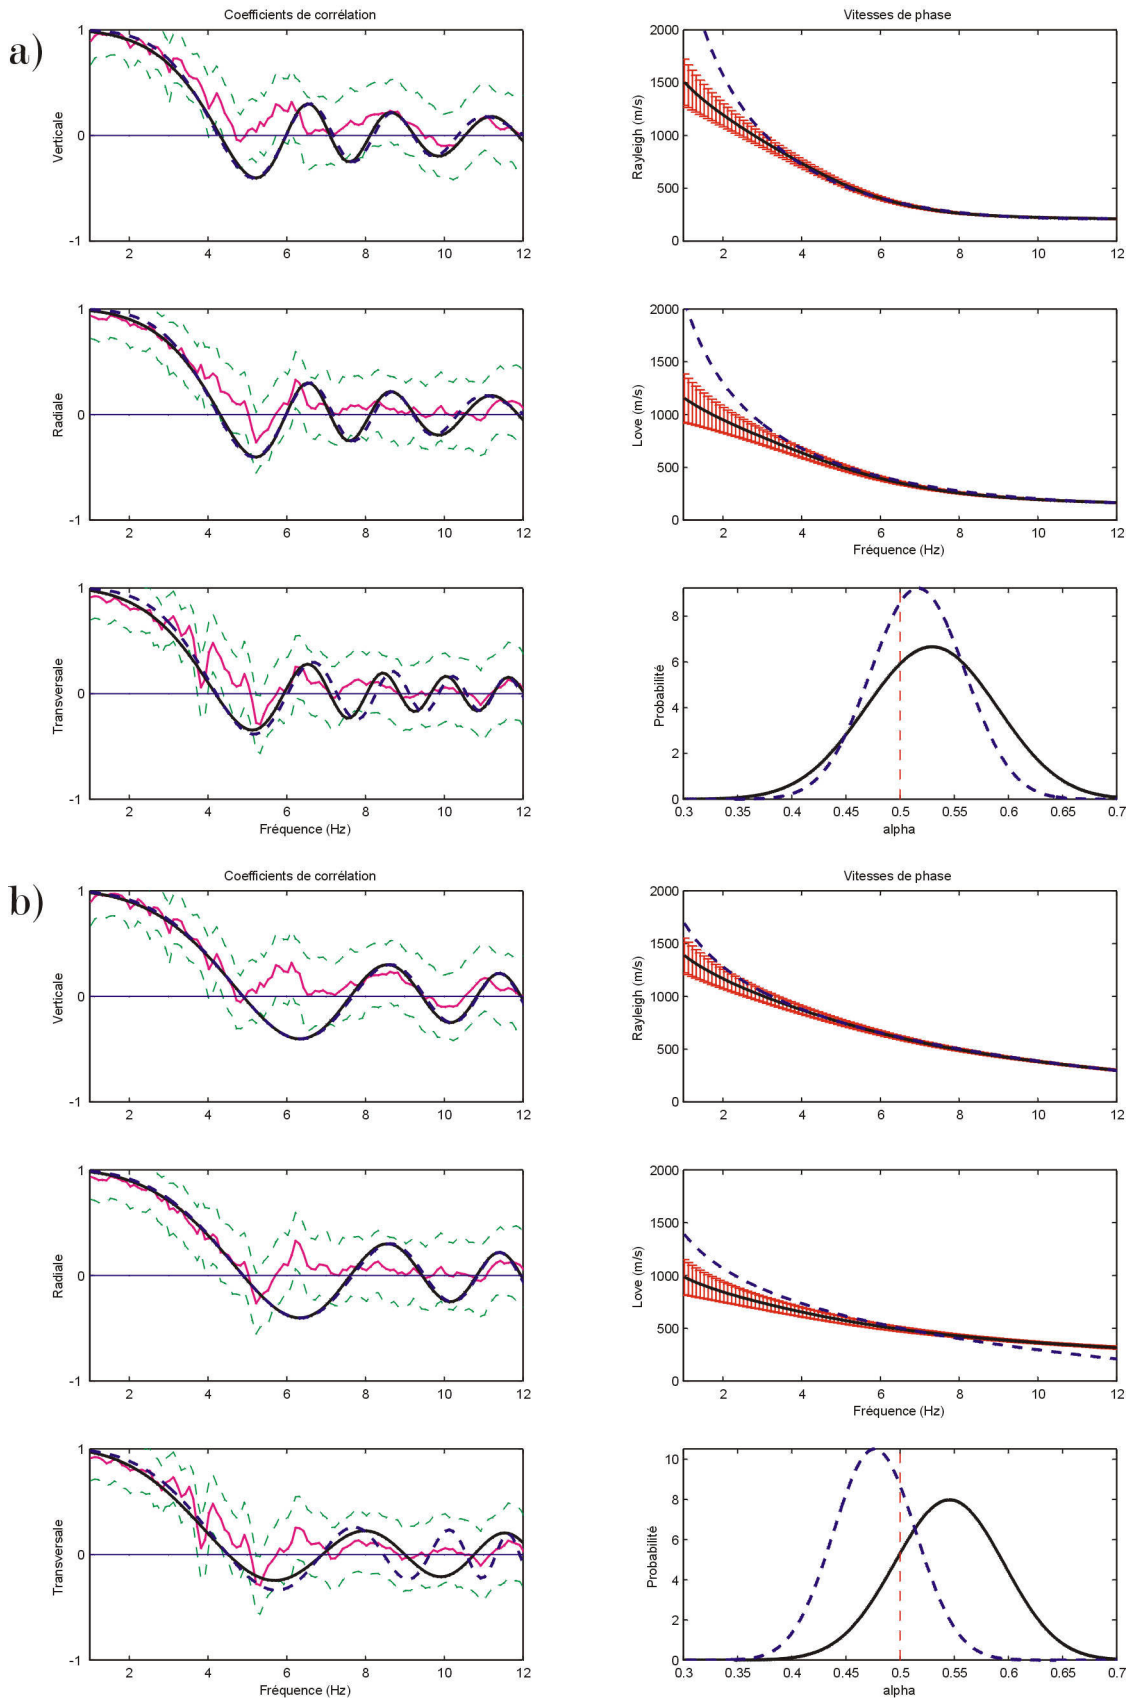 a)
Coefficients de corrélation
Verticale
1
0
-1
2 4 6 8 10 12
Vitesses de phase
Rayleigh (m/s)
2000
1500
1000
500
0
2 4 6 8 10 12
Radiale
1
0
-1
2 4 6 8 10 12
Love (m/s)
2000
1500
1000
500
0
2 4 6 8 10 12
Fréquence (Hz)
Transversale
1
0
-1
2 4 6 8 10 12
Fréquence (Hz)
Probabilité
8
6
4
2
0
0.3 0.35 0.4 0.45 0.5 0.55 0.6 0.65 0.7
alpha
b)
Coefficients de corrélation
Verticale
1
0
-1
2 4 6 8 10 12
Vitesses de phase
Rayleigh (m/s)
2000
1500
1000
500
0
2 4 6 8 10 12
Radiale
1
0
-1
2 4 6 8 10 12
Love (m/s)
2000
1500
1000
500
0
2 4 6 8 10 12
Fréquence (Hz)
Transversale
1
0
-1
2 4 6 8 10 12
Fréquence (Hz)
Probabilité
10
8
6
4
2
0
0.3 0.35 0.4 0.45 0.5 0.55 0.6 0.65 0.7
alpha